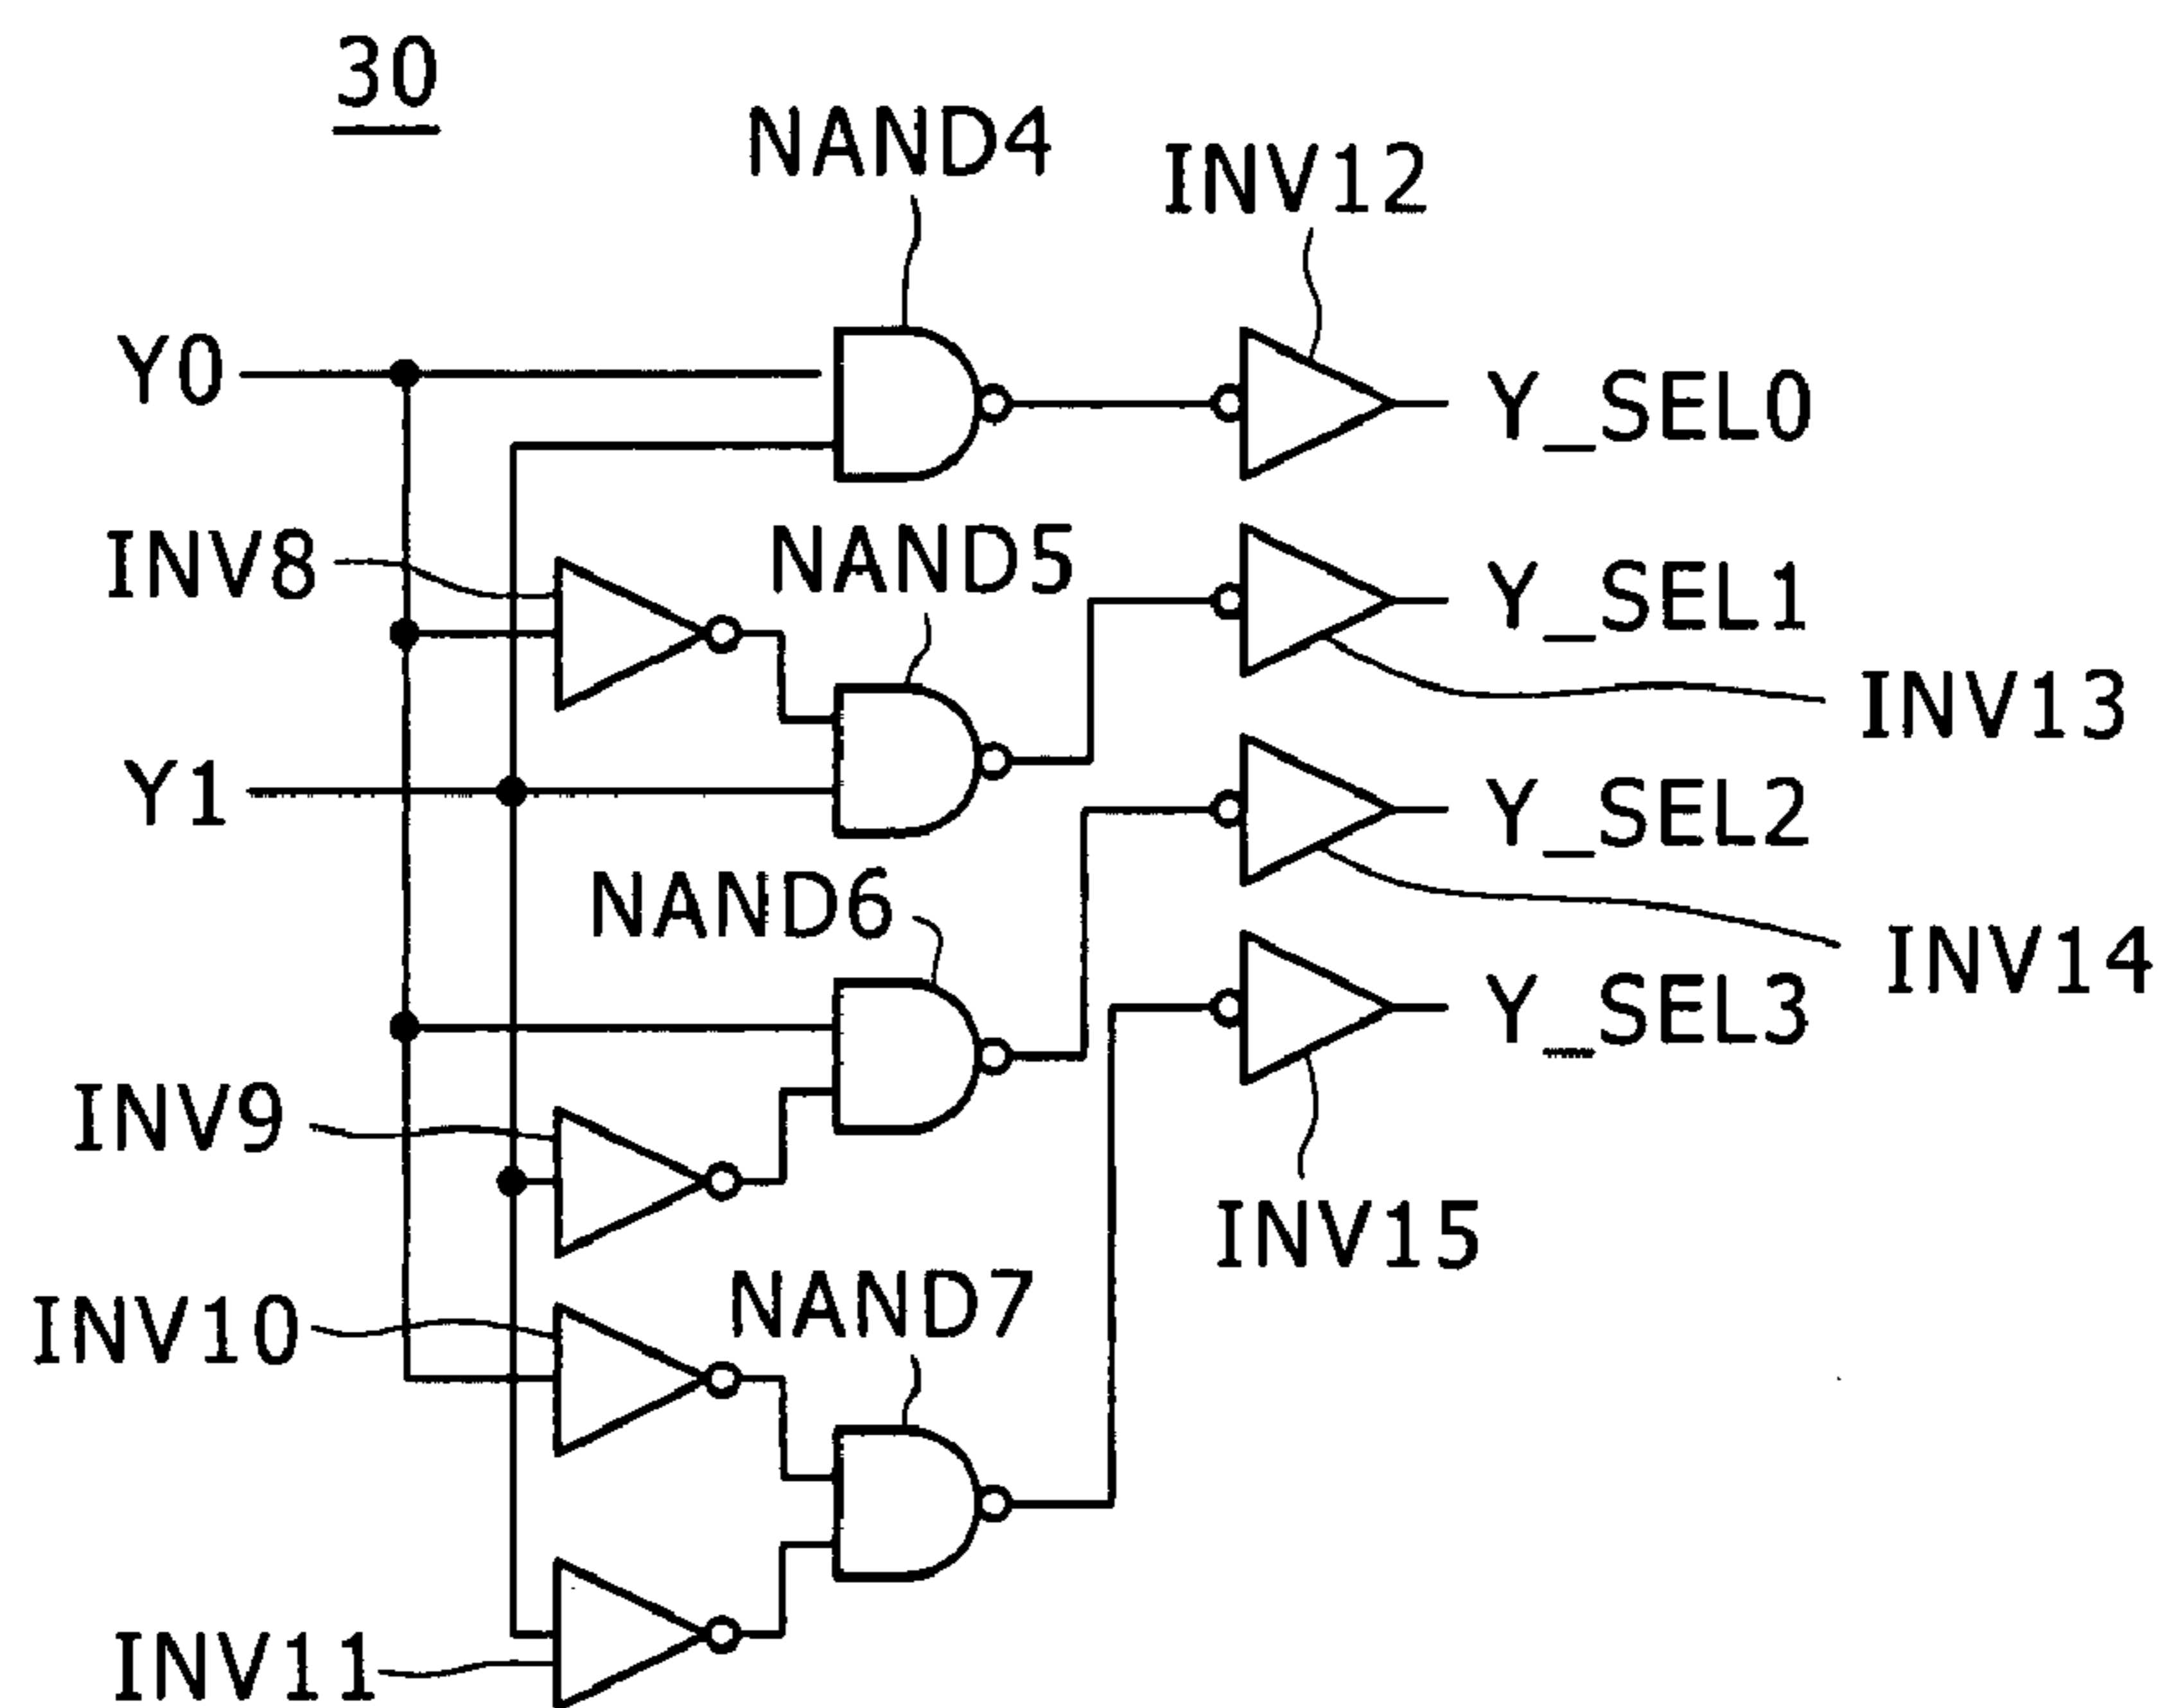 30
NAND4
INV12
Y0
Y_SEL0
INV8
NAND5
Y_SEL1
INV13
Y1
Y_SEL2
NAND6
INV14
Y_SEL3
INV9
INV15
NAND7
INV10
INV11